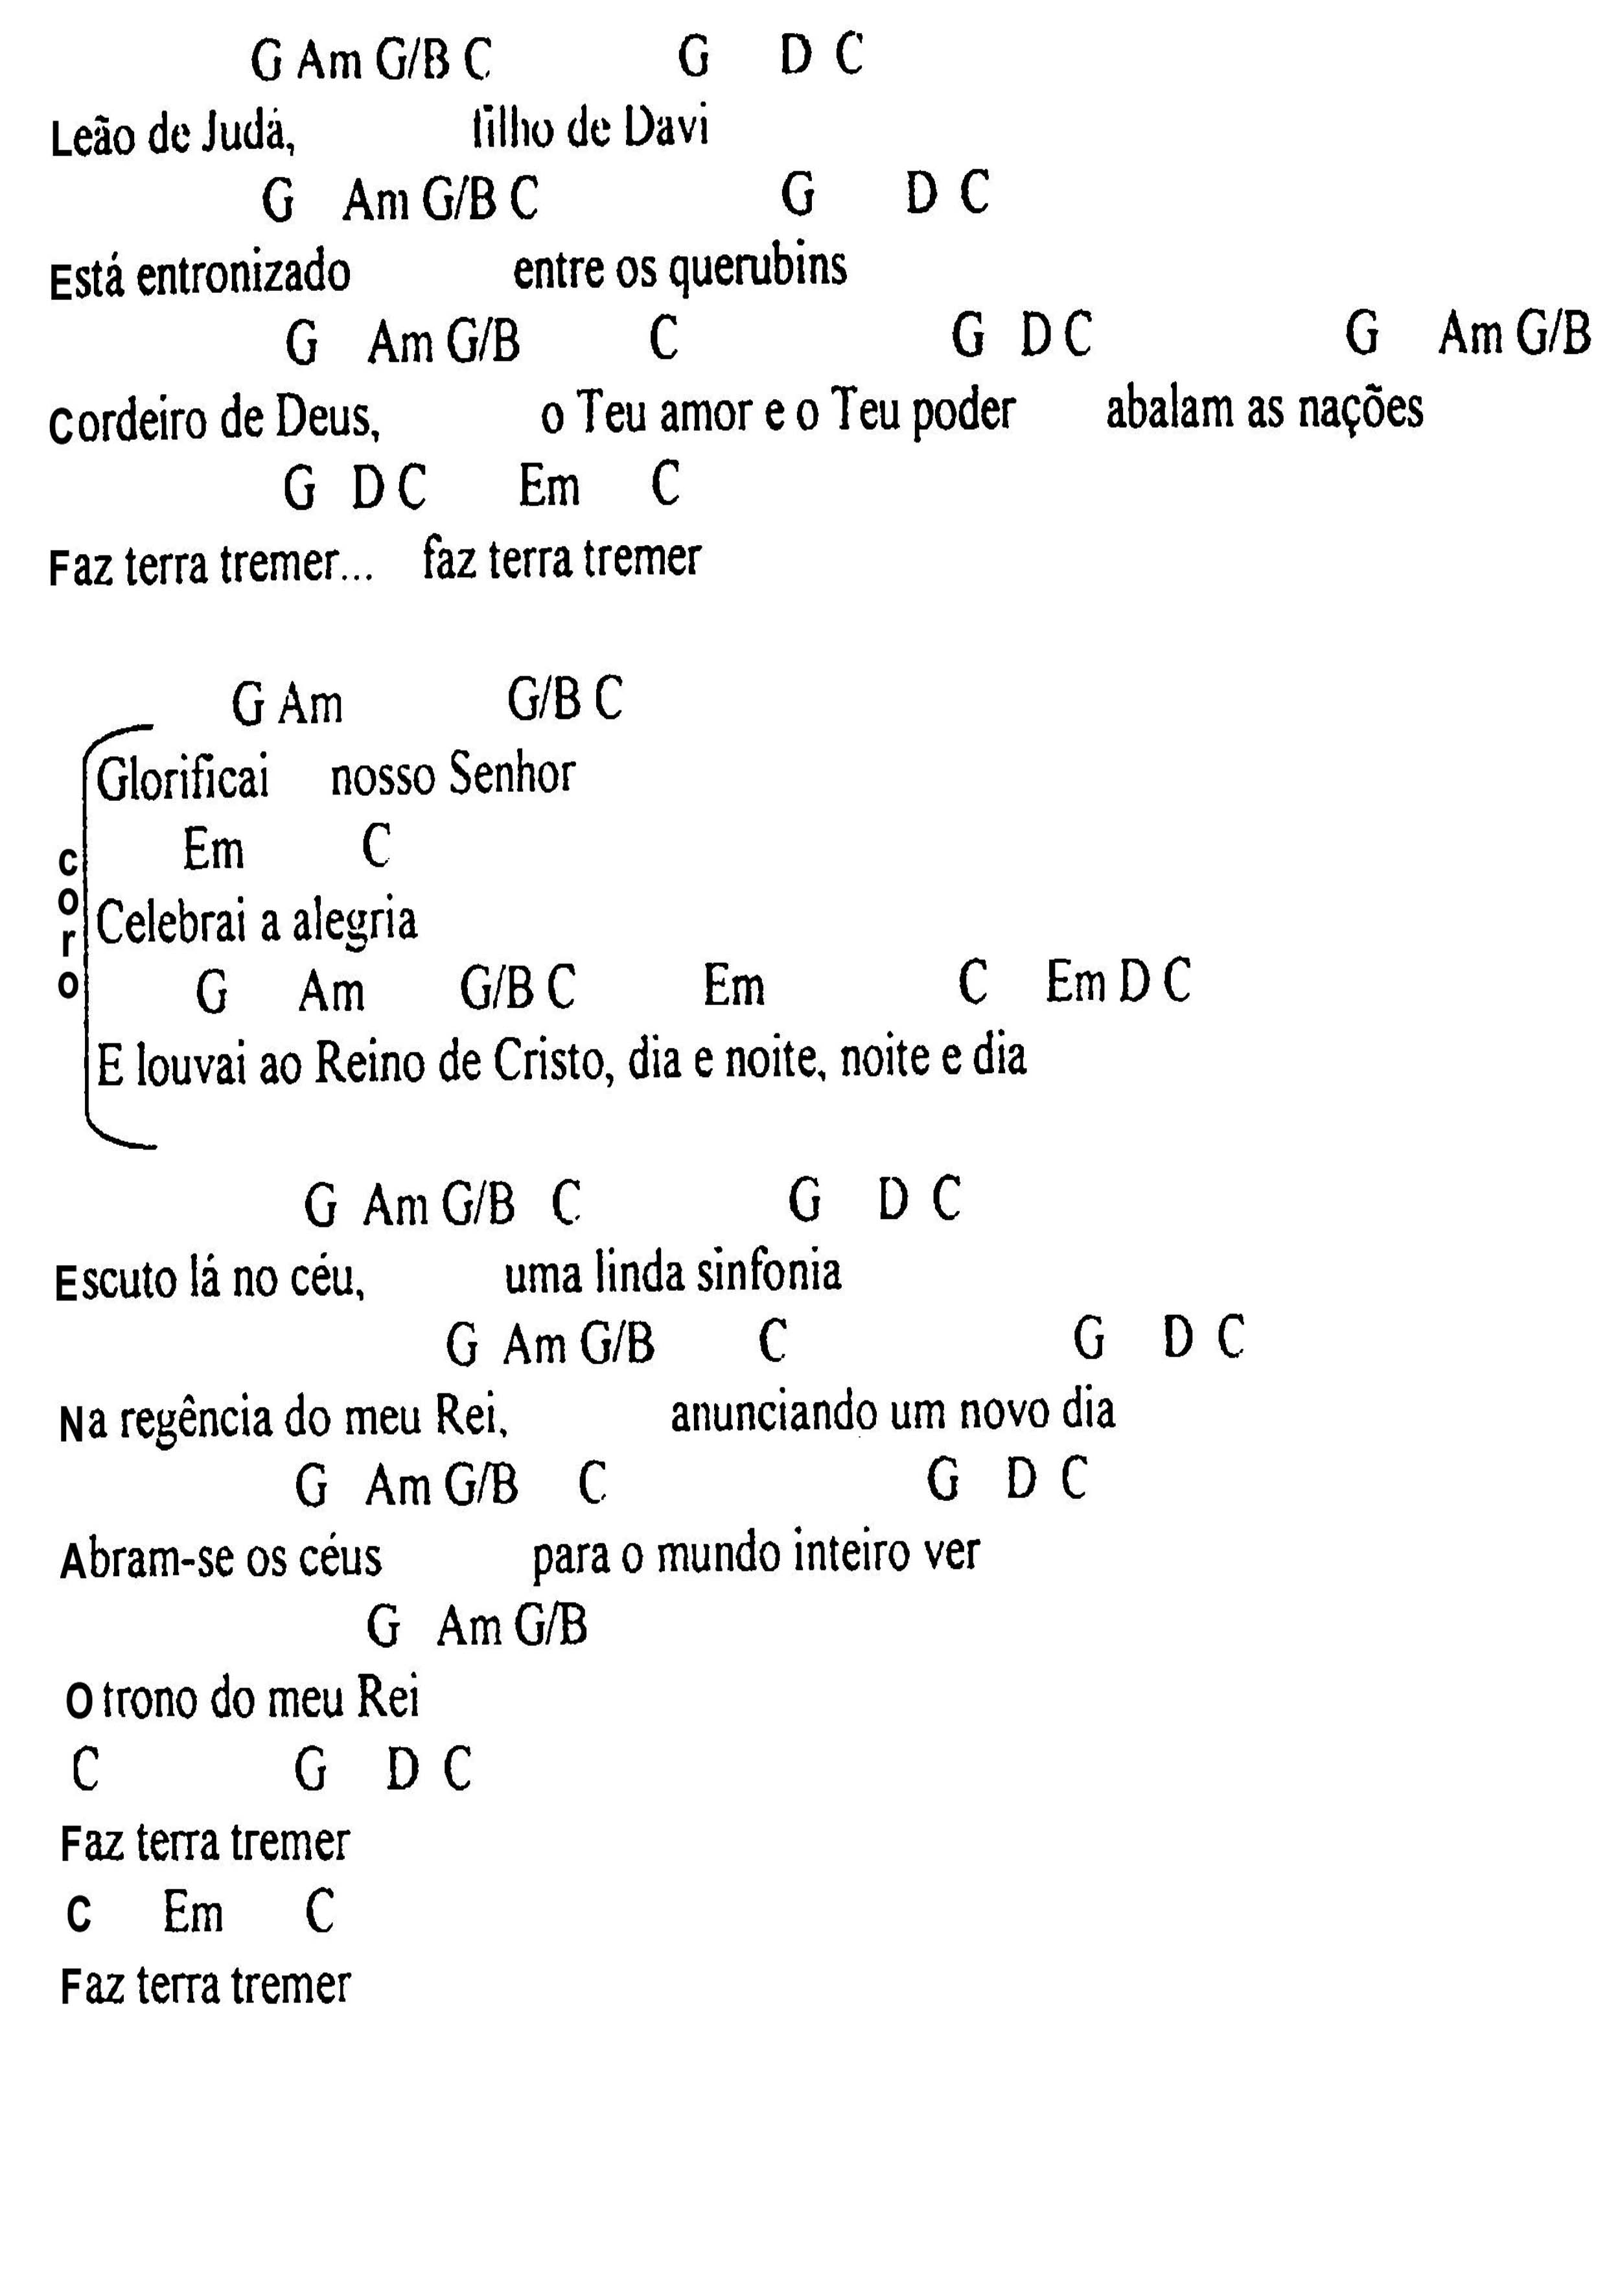 G Am G/B C G D C
Leão de Judá, filho de Davi
G Am G/B C G D C
Está entronizado entre os querubins
G Am G/B C G D C G Am G/B
Cordeiro de Deus, o Teu amor e o Teu poder abalam as nações
G D C Em C
Faz terra tremer... faz terra tremer
G Am G/B C
Glorificai nosso Senhor
Em C
coro
Celebrai a alegria
G Am G/B C Em C Em D C
E louvai ao Reino de Cristo, dia e noite, noite e dia
G Am G/B C G D C
Escuto lá no céu, uma linda sinfonia
G Am G/B C G D C
Na regência do meu Rei, anunciando um novo dia
G Am G/B C G D C
Abram-se os céus para o mundo inteiro ver
G Am G/B
O trono do meu Rei
C G D C
Faz terra tremer
C Em C
Faz terra tremer